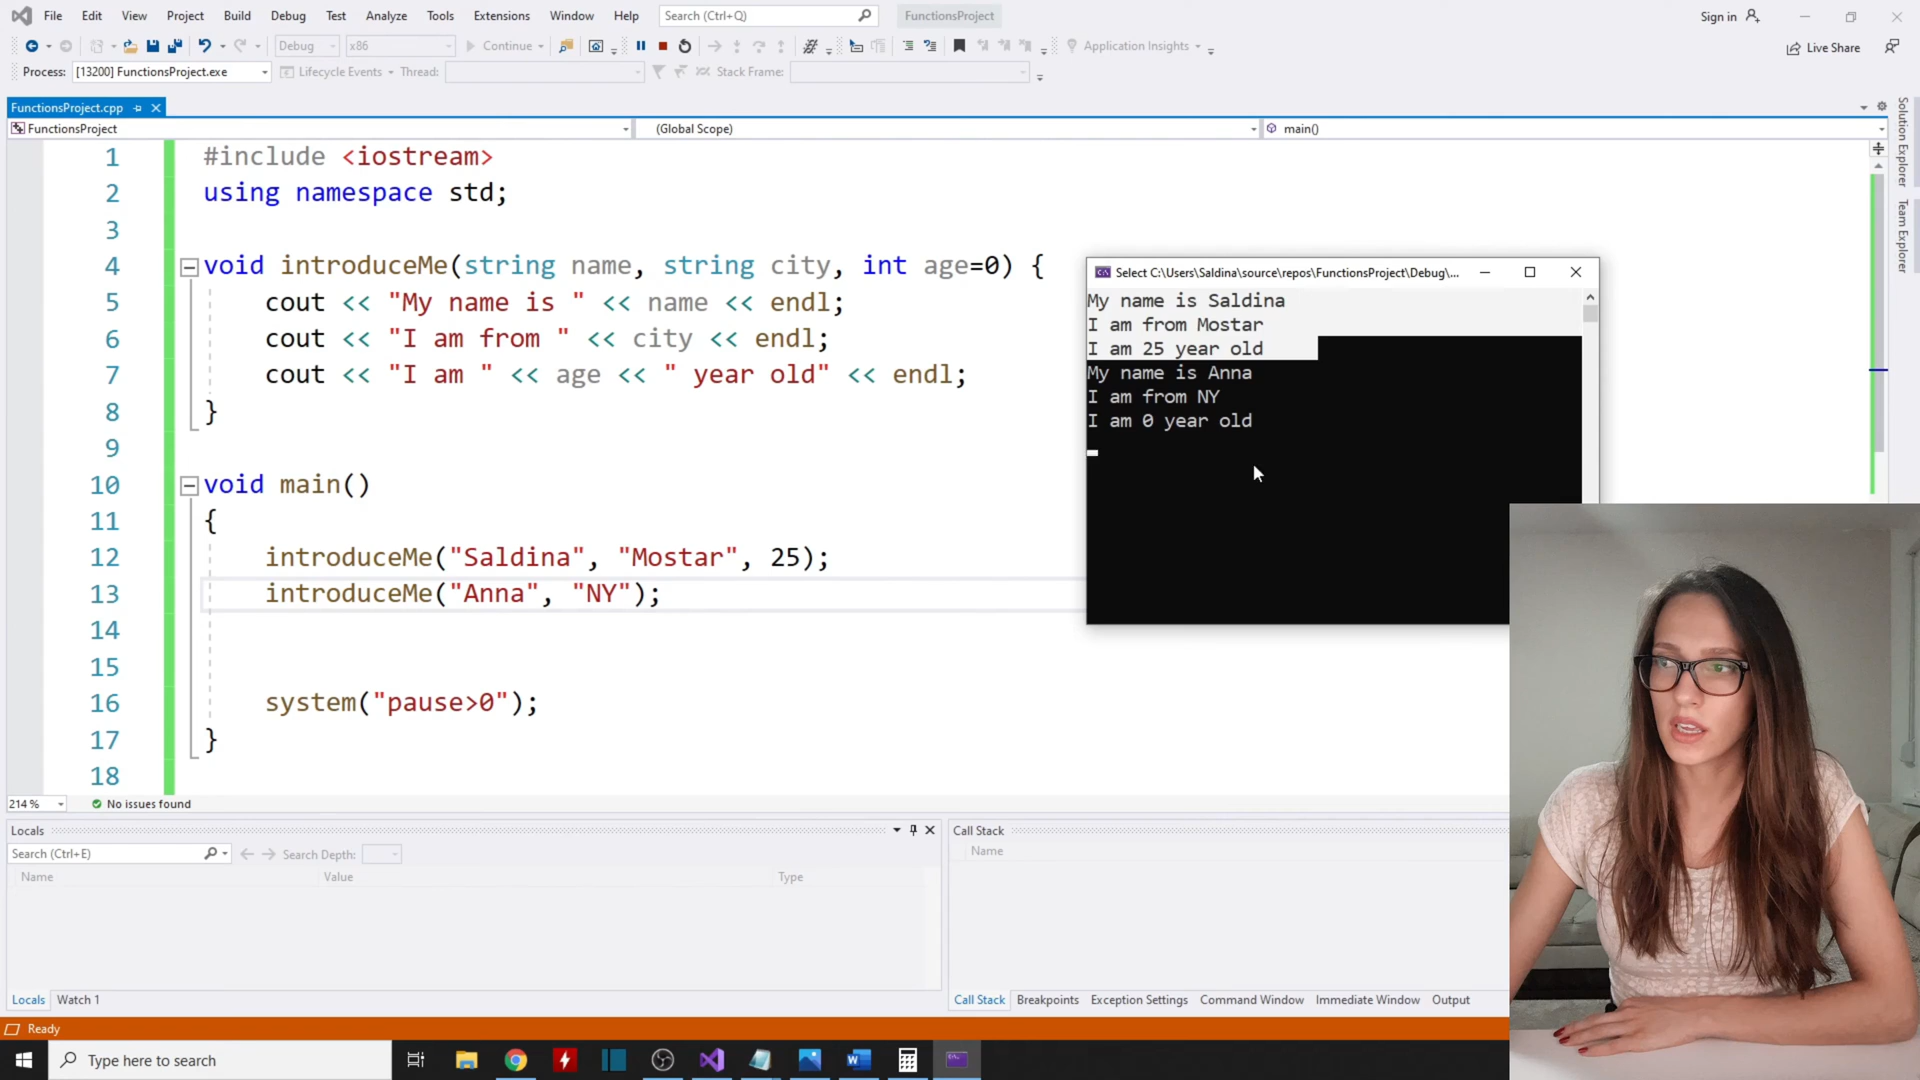 File Edit View Project Build Debug Test Analyze Tools Extensions Window Help Search (Ctrl+Q) FunctionsProject Sign in
Debug x86 Continue Application Insights Live Share
Process: [13200] FunctionsProject.exe Lifecycle Events Thread: Stack Frame:
FunctionsProject.cpp
FunctionsProject (Global Scope) main()
Solution Explorer
Team Explorer
1 #include <iostream>
2 using namespace std;
3
4 void introduceMe(string name, string city, int age=0) {
5 cout << "My name is " << name << endl;
6 cout << "I am from " << city << endl;
7 cout << "I am " << age << " year old" << endl;
8 }
9
10 void main()
11 {
12 introduceMe("Saldina", "Mostar", 25);
13 introduceMe("Anna", "NY");
14
15
16 system("pause>0");
17 }
18
Select C:\Users\Saldina\source\repos\FunctionsProject\Debug\...
My name is Saldina
I am from Mostar
I am 25 year old
My name is Anna
I am from NY
I am 0 year old
214 % No issues found
Locals
Search (Ctrl+E) Search Depth:
Name Value Type
Locals Watch 1
Call Stack
Name
Call Stack Breakpoints Exception Settings Command Window Immediate Window Output
Ready
Type here to search